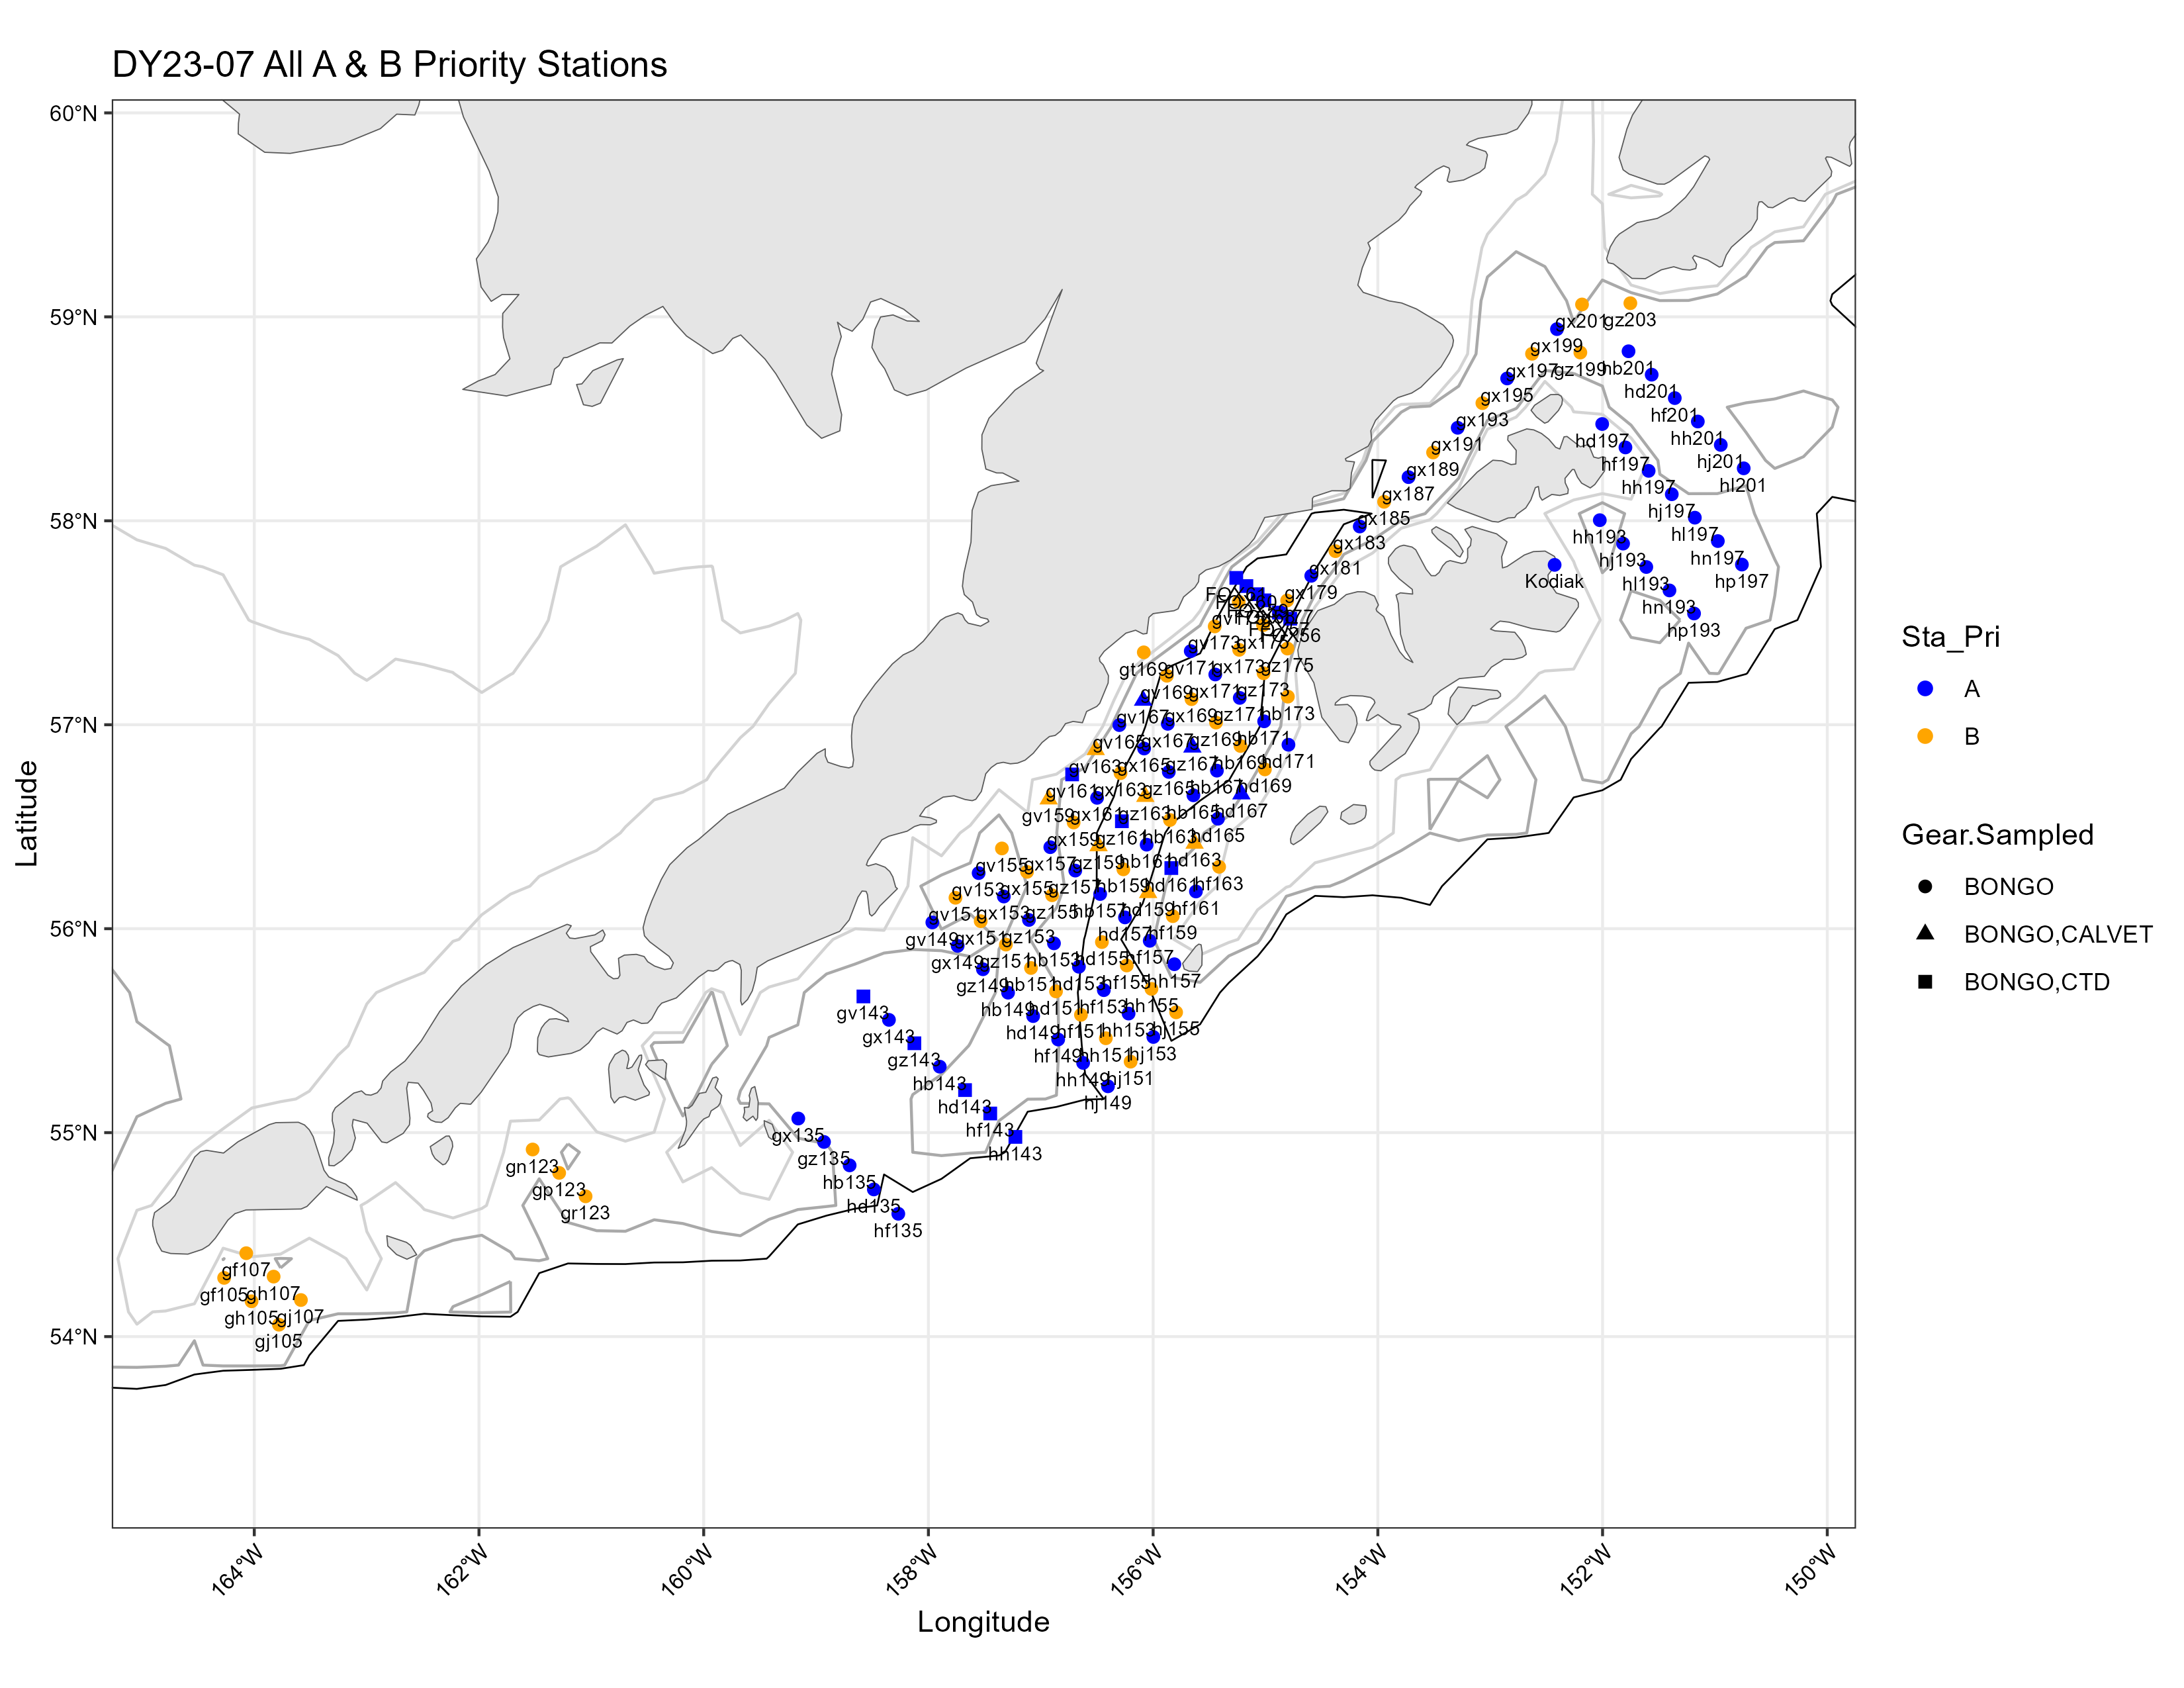 DY23-07 All A & B Priority Stations
60°N
59°N
58°N
57°N
56°N
55°N
54°N
Latitude
164°W
162°W
160°W
158°W
156°W
154°W
152°W
150°W
Longitude
Sta_Pri
A
B
Gear.Sampled
BONGO
BONGO,CALVET
BONGO,CTD
gx201
gz203
gx199
gx197
gz199
hb201
gx195
hd201
gx193
hf201
gx191
hd197
hh201
gx189
hf197
hj201
gx187
hh197
hl201
gx185
hj197
gx183
hh193
hl197
gx181
hj193
hn197
Kodiak
hl193
hp197
gx179
hn193
hp193
gv173
gx175
gt169
gv171
gx173
gz175
gv169
gx171
gz173
gv167
gx169
gz171
hb173
gv165
gx167
gz169
hb171
gv163
gx165
gz167
hb169
hd171
gv161
gx163
gz165
hb167
hd169
gv159
gx161
gz163
hb165
hd167
gx159
gz161
hb163
hd165
gv155
gx157
gz159
hb161
hd163
gv153
gx155
gz157
hb159
hd161
hf163
gv151
gx153
gz155
hb157
hd159
hf161
gv149
gx151
gz153
hd157
hf159
gx149
gz151
hb153
hd155
hf157
gz149
hb151
hd153
hf155
hh157
hb149
hd151
hf153
hh155
gv143
hd149
hf151
hh153
hj155
gx143
hf149
hh151
hj153
gz143
hh149
hj151
hb143
hj149
hd143
hf143
hh143
gx135
gz135
hb135
hd135
hf135
gn123
gp123
gr123
gf107
gf105
gh107
gh105
gj107
gj105